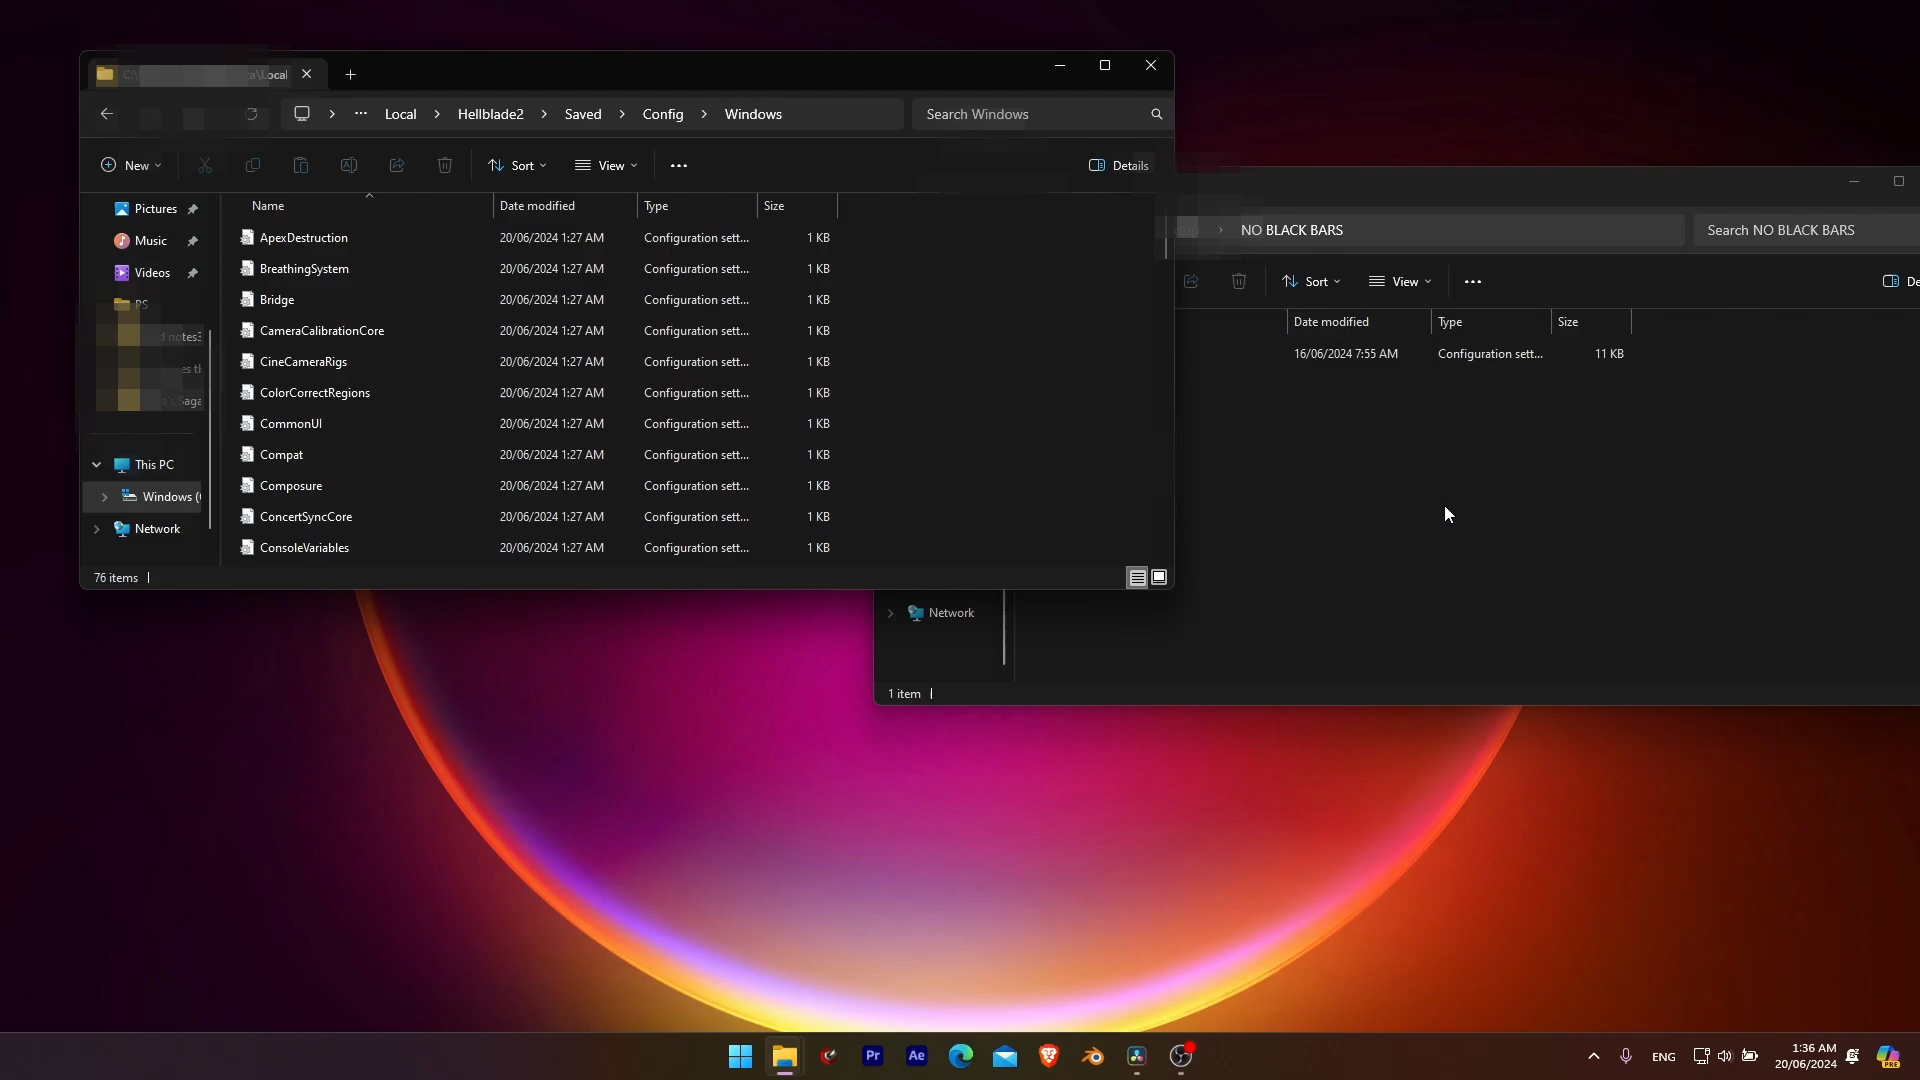 Local
Local > Hellblade2 > Saved > Config > Windows
Search Windows
New
Sort
View
Details
Name
Date modified
Type
Size
Pictures
Music
Videos
PS
This PC
Windows (
Network
ApexDestruction 20/06/2024 1:27 AM Configuration sett... 1 KB
BreathingSystem 20/06/2024 1:27 AM Configuration sett... 1 KB
Bridge 20/06/2024 1:27 AM Configuration sett... 1 KB
CameraCalibrationCore 20/06/2024 1:27 AM Configuration sett... 1 KB
CineCameraRigs 20/06/2024 1:27 AM Configuration sett... 1 KB
ColorCorrectRegions 20/06/2024 1:27 AM Configuration sett... 1 KB
CommonUI 20/06/2024 1:27 AM Configuration sett... 1 KB
Compat 20/06/2024 1:27 AM Configuration sett... 1 KB
Composure 20/06/2024 1:27 AM Configuration sett... 1 KB
ConcertSyncCore 20/06/2024 1:27 AM Configuration sett... 1 KB
ConsoleVariables 20/06/2024 1:27 AM Configuration sett... 1 KB
76 items
NO BLACK BARS
Search NO BLACK BARS
Sort
View
De
Date modified
Type
Size
16/06/2024 7:55 AM Configuration sett... 11 KB
Network
1 item
Pr
Ae
ENG
1:36 AM
20/06/2024
PRE